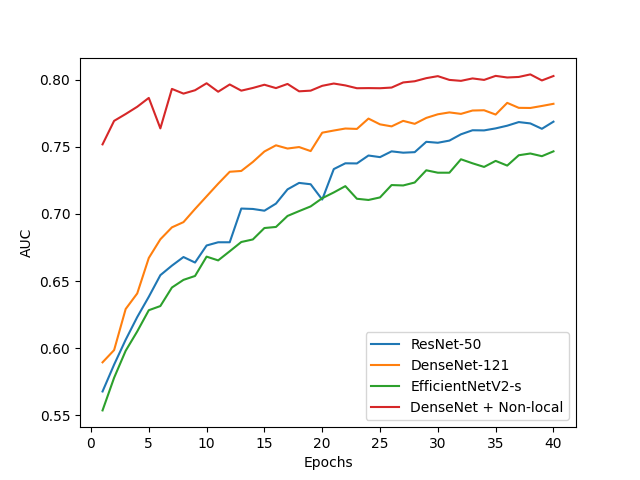 0.80
0.75
0.70
0.65
0.60
0.55
AUC
0 5 10 15 20 25 30 35 40
Epochs
ResNet-50
DenseNet-121
EfficientNetV2-s
DenseNet + Non-local